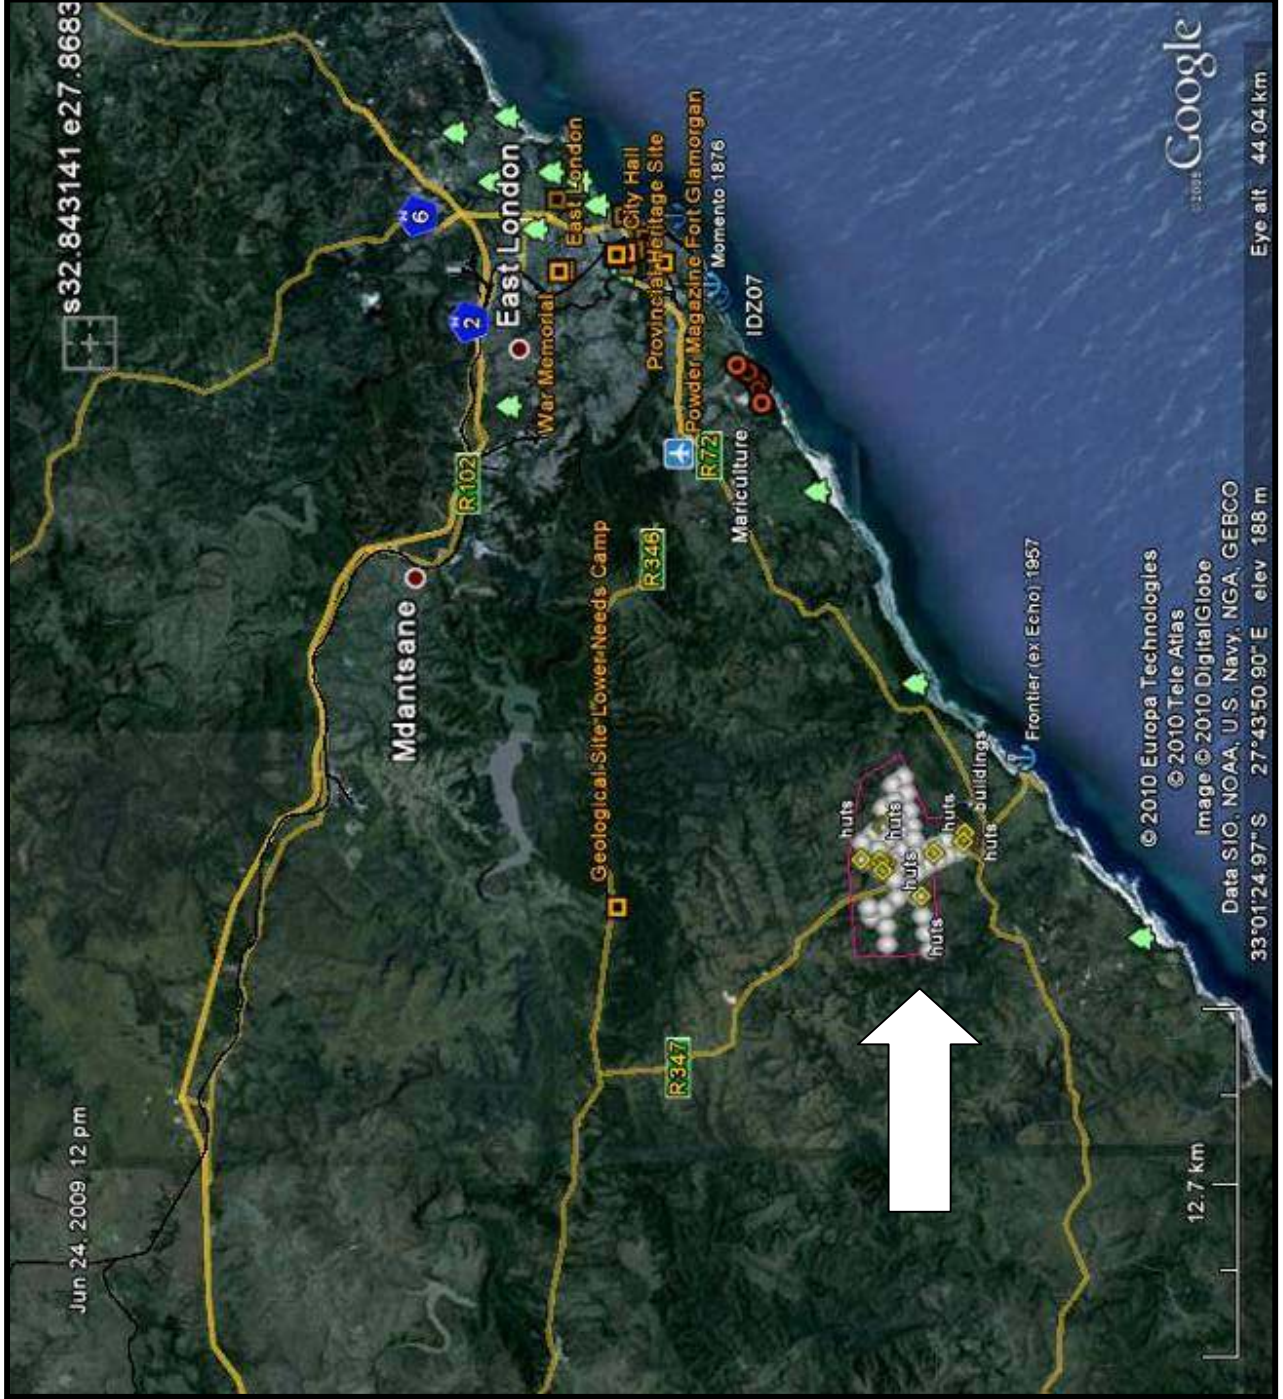 Jun 24, 2009 12 pm
s32.843141 e27.8683
6
2
R102
East London
Mdantsane
War Memorial
East London
City Hall
Provincial Heritage Site
Powder Magazine Fort Glamorgan
Momento 1876
IDZ07
R72
Mariculture
R346
Geological Site Lower Needs Camp
R347
huts
huts
huts
huts
huts
huts
buildings
Frontier (ex Echo) 1957
12.7 km
© 2010 Europa Technologies
© 2010 Tele Atlas
Image © 2010 DigitalGlobe
Data SIO, NOAA, U.S. Navy, NGA, GEBCO
33°01'24.97"S 27°43'50.90"E elev 188 m
Google
Eye alt 44.04 km